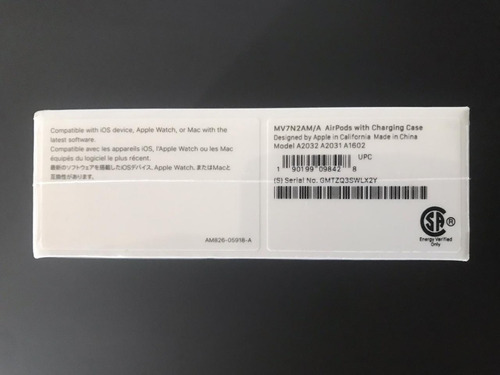 Compatible with iOS device, Apple Watch, or Mac with the
latest software.
Compatible avec les appareils iOS, l'Apple Watch ou les Mac
équipés du logiciel le plus récent.
最新のソフトウェアを搭載したiOSデバイス、Apple Watch、またはMacと
互換性があります。
AM826-05918-A
MV7N2AM/A AirPods with Charging Case
Designed by Apple in California Made in China
Model A2032 A2031 A1602
UPC
1 90199 09842 8
(S) Serial No. GMTZQ3SWLX2Y
CSA ®
Energy Verified
Only